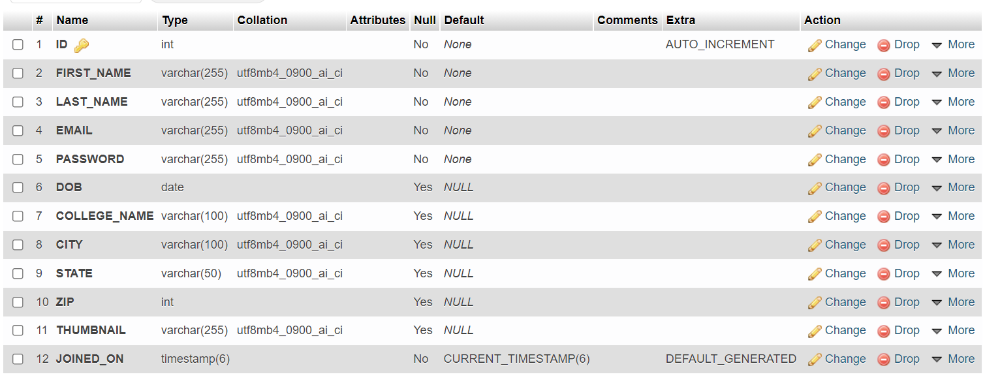 # Name Type Collation Attributes Null Default Comments Extra Action
1 ID int No None AUTO_INCREMENT Change Drop More
2 FIRST_NAME varchar(255) utf8mb4_0900_ai_ci No None Change Drop More
3 LAST_NAME varchar(255) utf8mb4_0900_ai_ci No None Change Drop More
4 EMAIL varchar(255) utf8mb4_0900_ai_ci No None Change Drop More
5 PASSWORD varchar(255) utf8mb4_0900_ai_ci No None Change Drop More
6 DOB date Yes NULL Change Drop More
7 COLLEGE_NAME varchar(100) utf8mb4_0900_ai_ci Yes NULL Change Drop More
8 CITY varchar(100) utf8mb4_0900_ai_ci Yes NULL Change Drop More
9 STATE varchar(50) utf8mb4_0900_ai_ci Yes NULL Change Drop More
10 ZIP int Yes NULL Change Drop More
11 THUMBNAIL varchar(255) utf8mb4_0900_ai_ci Yes NULL Change Drop More
12 JOINED_ON timestamp(6) No CURRENT_TIMESTAMP(6) DEFAULT_GENERATED Change Drop More